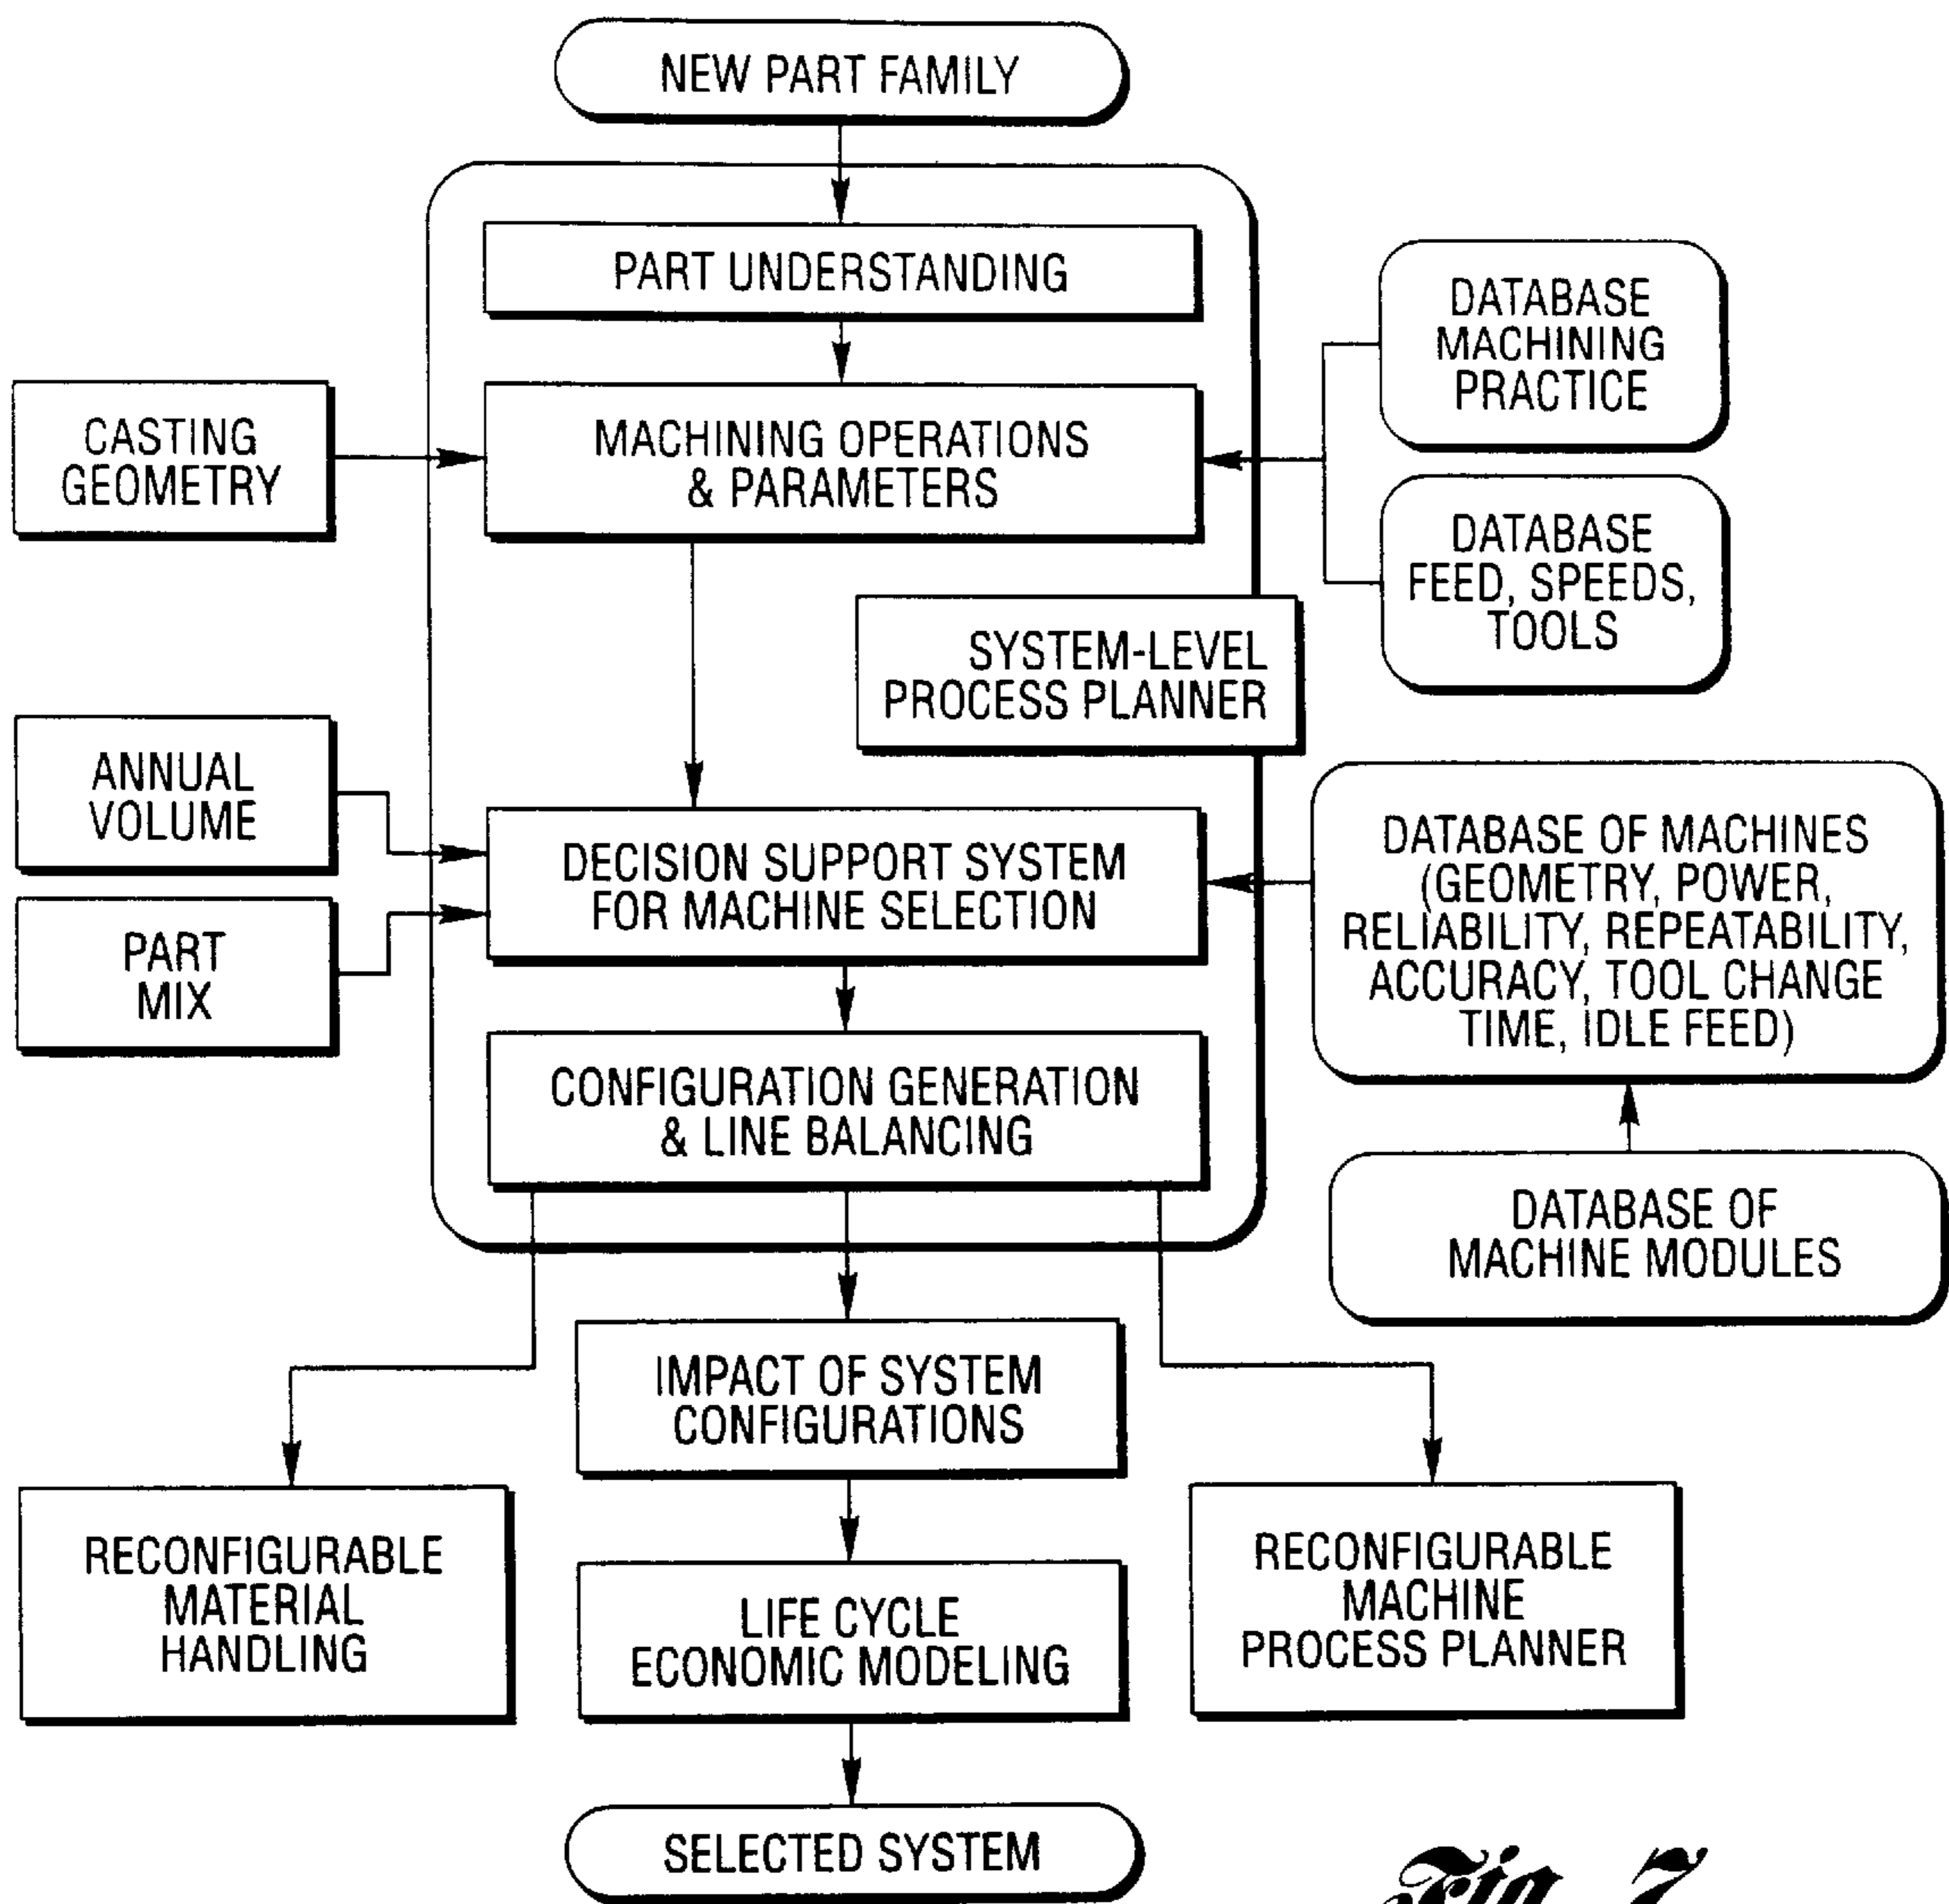 NEW PART FAMILY
PART UNDERSTANDING
DATABASE
MACHINING
PRACTICE
CASTING
GEOMETRY
MACHINING OPERATIONS
& PARAMETERS
DATABASE
FEED, SPEEDS,
TOOLS
SYSTEM-LEVEL
PROCESS PLANNER
ANNUAL
VOLUME
DECISION SUPPORT SYSTEM
FOR MACHINE SELECTION
DATABASE OF MACHINES
(GEOMETRY, POWER,
RELIABILITY, REPEATABILITY,
ACCURACY, TOOL CHANGE
TIME, IDLE FEED)
PART
MIX
CONFIGURATION GENERATION
& LINE BALANCING
DATABASE OF
MACHINE MODULES
IMPACT OF SYSTEM
CONFIGURATIONS
RECONFIGURABLE
MATERIAL
HANDLING
LIFE CYCLE
ECONOMIC MODELING
RECONFIGURABLE
MACHINE
PROCESS PLANNER
SELECTED SYSTEM
Fig. 7